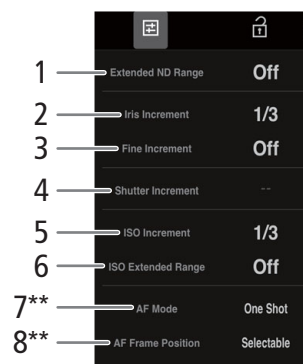 1 Extended ND Range Off
2 Iris Increment 1/3
3 Fine Increment Off
4 Shutter Increment --
5 ISO Increment 1/3
6 ISO Extended Range Off
7** AF Mode One Shot
8** AF Frame Position Selectable